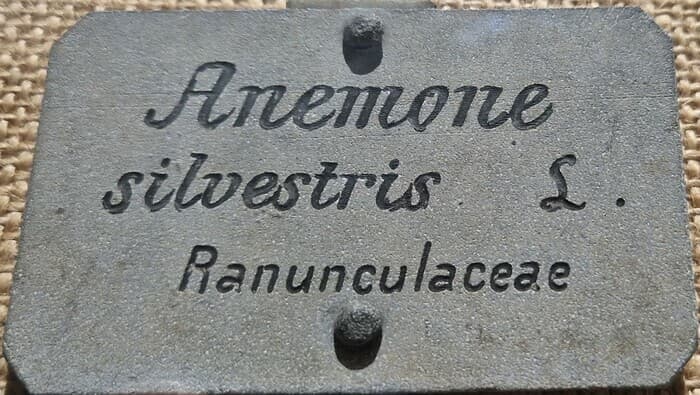 Anemone
silvestris L.
Ranunculaceae